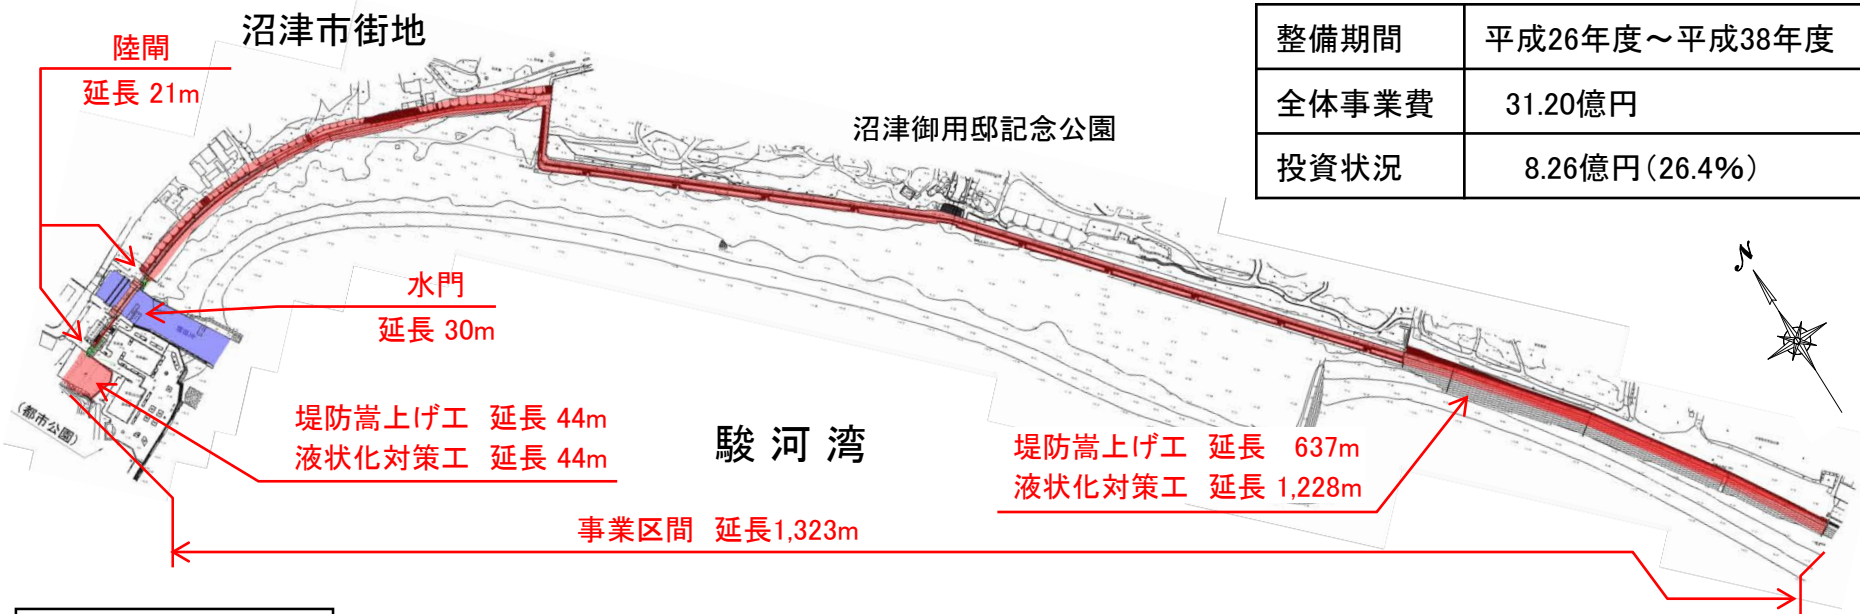 沼津市街地
陸閘
延長 21m
整備期間 平成26年度～平成38年度
全体事業費 31.20億円
投資状況 8.26億円(26.4%)
沼津御用邸記念公園
N
水門
延長 30m
(都市公園)
堤防嵩上げ工 延長 44m
液状化対策工 延長 44m
駿河湾
堤防嵩上げ工 延長 637m
液状化対策工 延長 1,228m
事業区間 延長1,323m